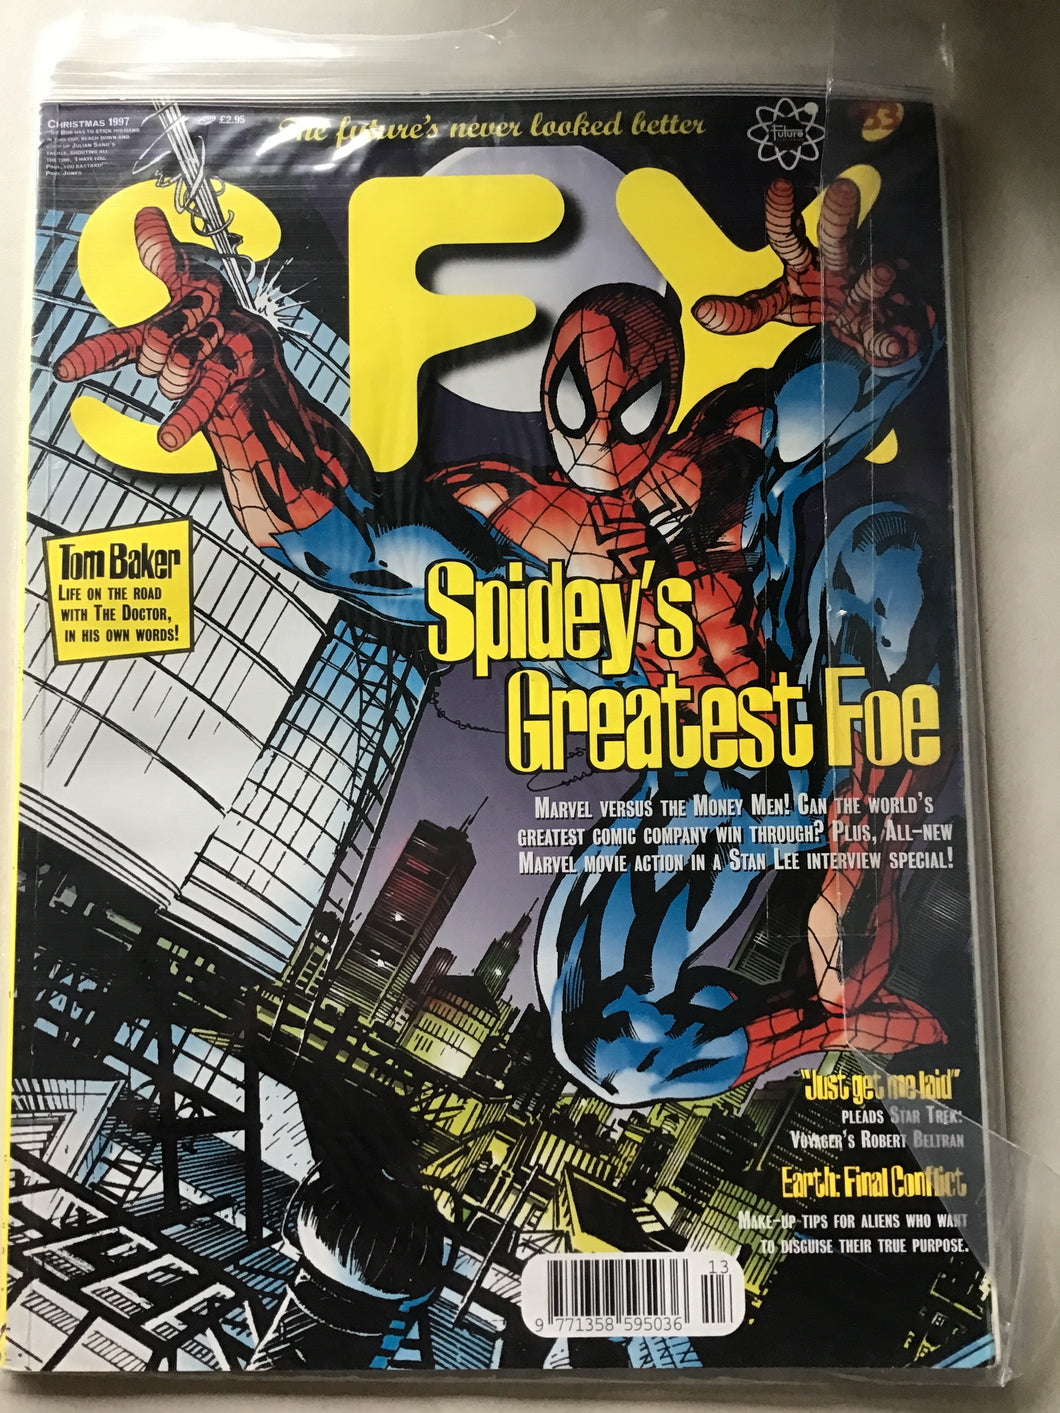 CHRISTMAS 1997
£2.95
The future's never looked better
Future
33
SFX
Tom Baker
LIFE ON THE ROAD
WITH THE DOCTOR,
IN HIS OWN WORDS!
Spidey's
Greatest Foe
MARVEL VERSUS THE MONEY MEN! CAN THE WORLD'S
GREATEST COMIC COMPANY WIN THROUGH? PLUS, ALL-NEW
MARVEL MOVIE ACTION IN A STAN LEE INTERVIEW SPECIAL!
"Just get me laid"
PLEADS STAR TREK:
VOYAGER'S ROBERT BELTRAN
Earth: Final Conflict
MAKE-UP TIPS FOR ALIENS WHO WANT
TO DISGUISE THEIR TRUE PURPOSE.
13
9 771358 595036